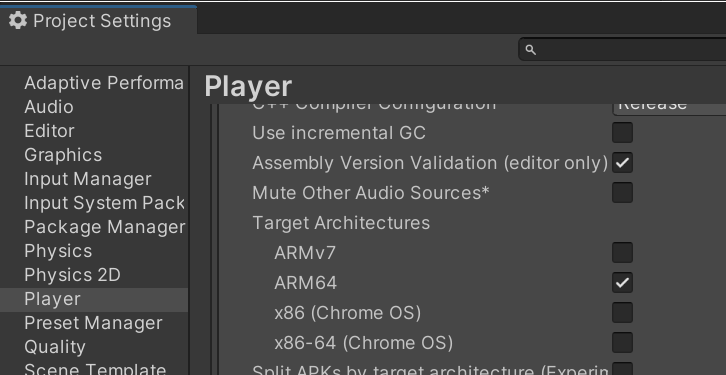 Project Settings
Adaptive Performa
Audio
Editor
Graphics
Input Manager
Input System Pack
Package Manager
Physics
Physics 2D
Player
Preset Manager
Quality
Scene Template
Player
C++ Compiler Configuration
Release
Use incremental GC
Assembly Version Validation (editor only)
Mute Other Audio Sources*
Target Architectures
ARMv7
ARM64
x86 (Chrome OS)
x86-64 (Chrome OS)
Split APKs by target architecture (Experin